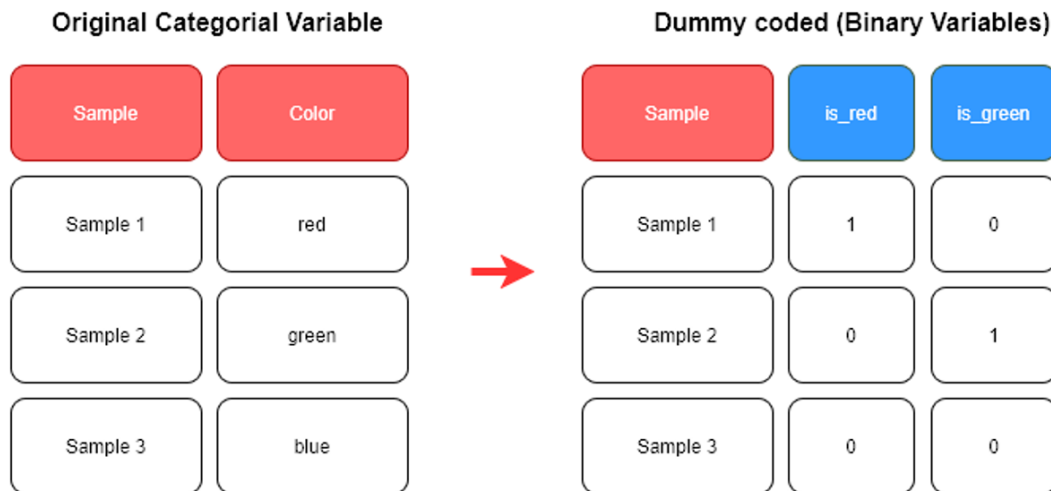 Original Categorial Variable
Dummy coded (Binary Variables)
Sample Color
Sample is_red is_green
Sample 1 red
Sample 1 1 0
Sample 2 green
Sample 2 0 1
Sample 3 blue
Sample 3 0 0